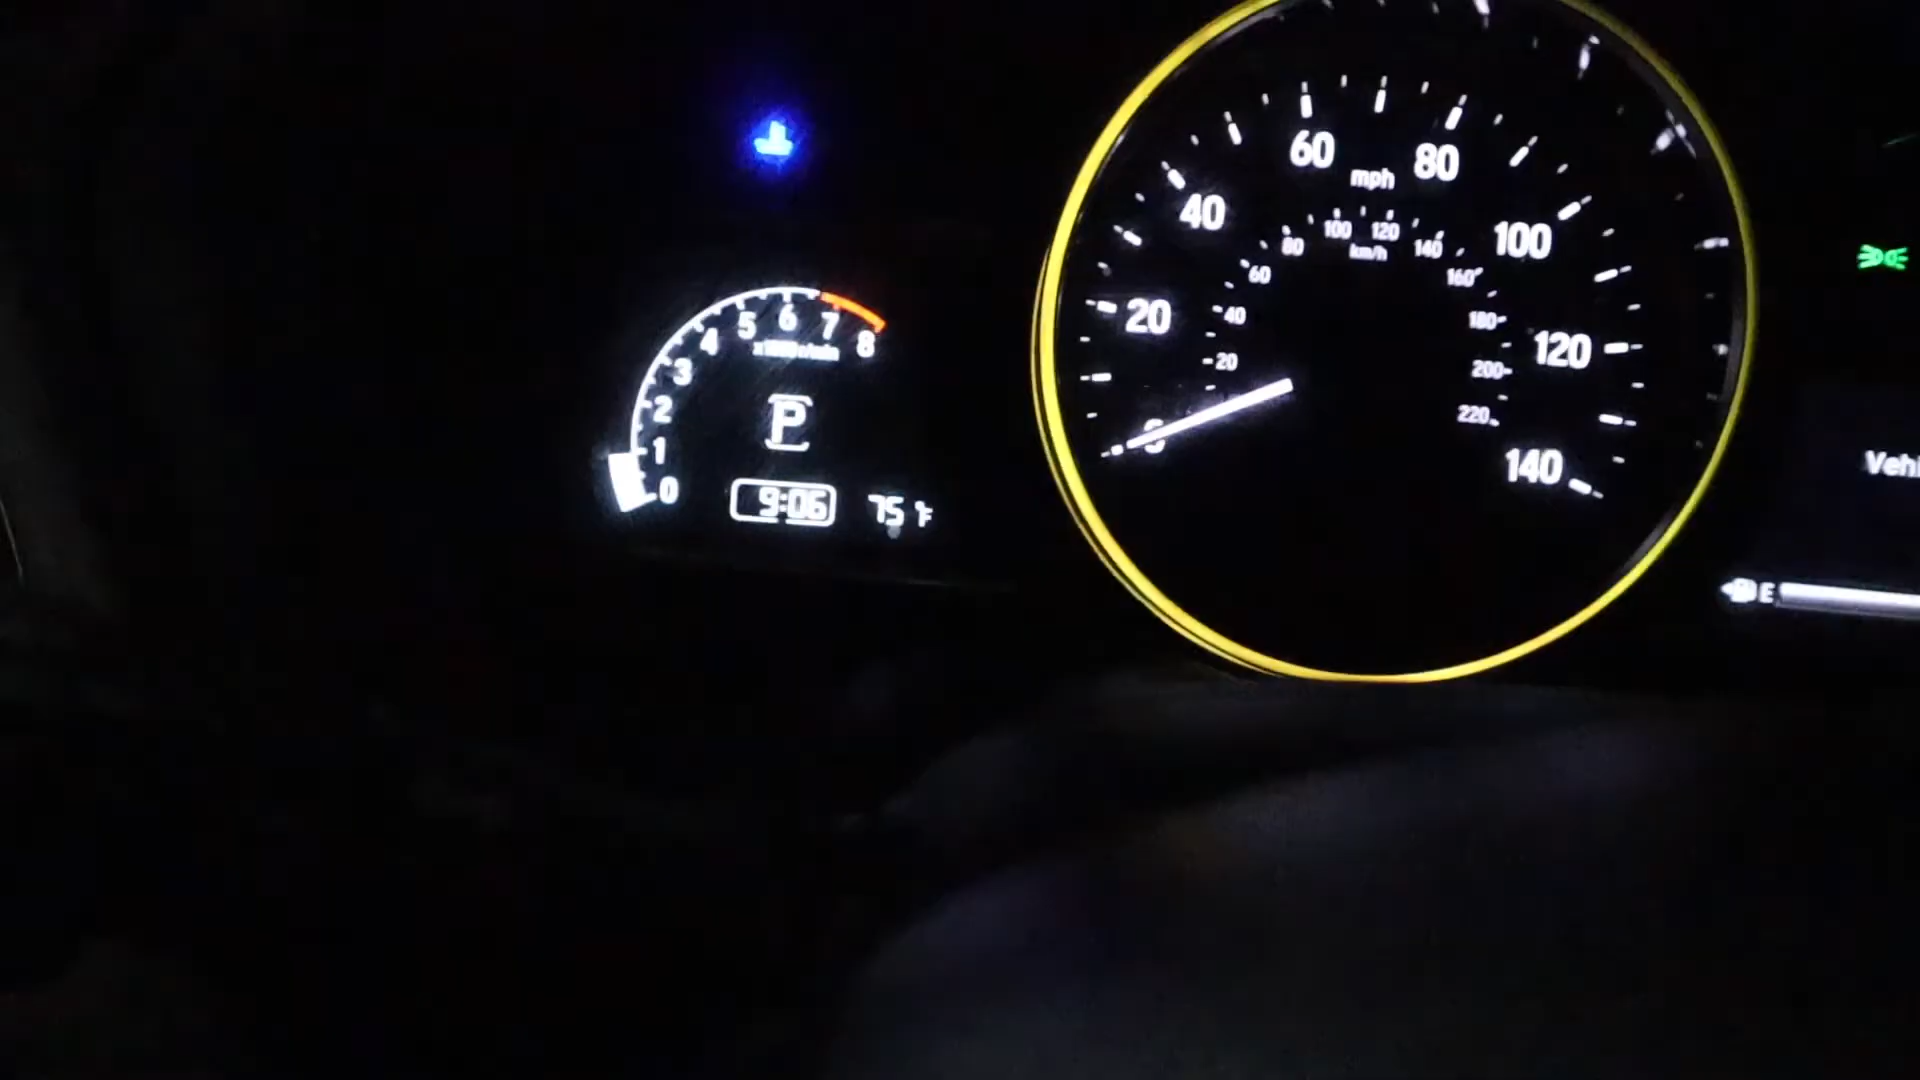 0 1 2 3 4 5 6 7 8
P
9:06 75 °F
20 40 60 80 100 120 140
mph
20 40 60 80 100 120 140 160 180 200 220
km/h
E